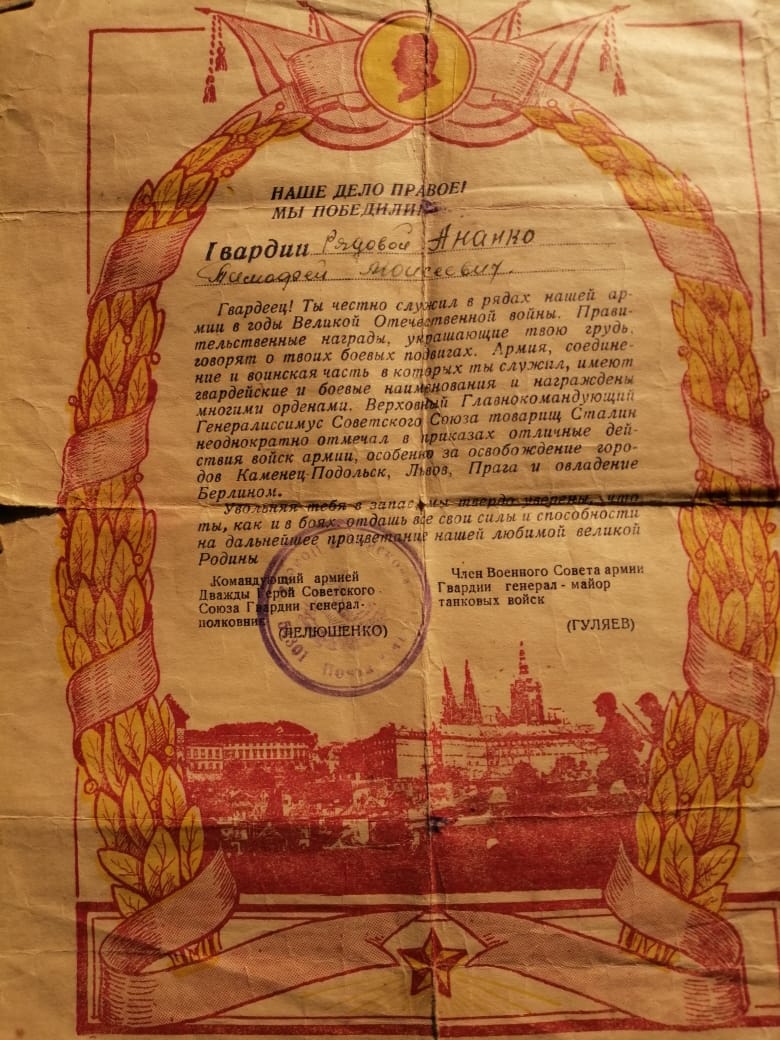 НАШЕ ДЕЛО ПРАВОЕ!
МЫ ПОБЕДИЛИ
Гвардии Рядовой Ананко
Тимофей Моисеевич.
Гвардеец! Ты честно служил в рядах нашей ар-
мии в годы Великой Отечественной войны. Прави-
тельственные награды, украшающие твою грудь,
говорят о твоих боевых подвигах. Армия, соедине-
ние и воинская часть в которых ты служил, имеют
гвардейские и боевые наименования и награждены
многими орденами. Верховный Главнокомандующий
Генералиссимус Советского Союза товарищ Сталин
неоднократно отмечал в приказах отличные дей-
ствия войск армии, особенно за освобождение горо-
дов Каменец-Подольск, Львов, Прага и овладение
Берлином.
Увольняя тебя в запас мы твердо уверены, что
ты, как и в боях, отдашь все свои силы и способности
на дальнейшее процветание нашей любимой великой
Родины
Командующий армией
Дважды Герой Советского
Союза Гвардии генерал-
полковник
(ЛЕЛЮШЕНКО)
Член Военного Совета армии
Гвардии генерал-майор
танковых войск
(ГУЛЯЕВ)